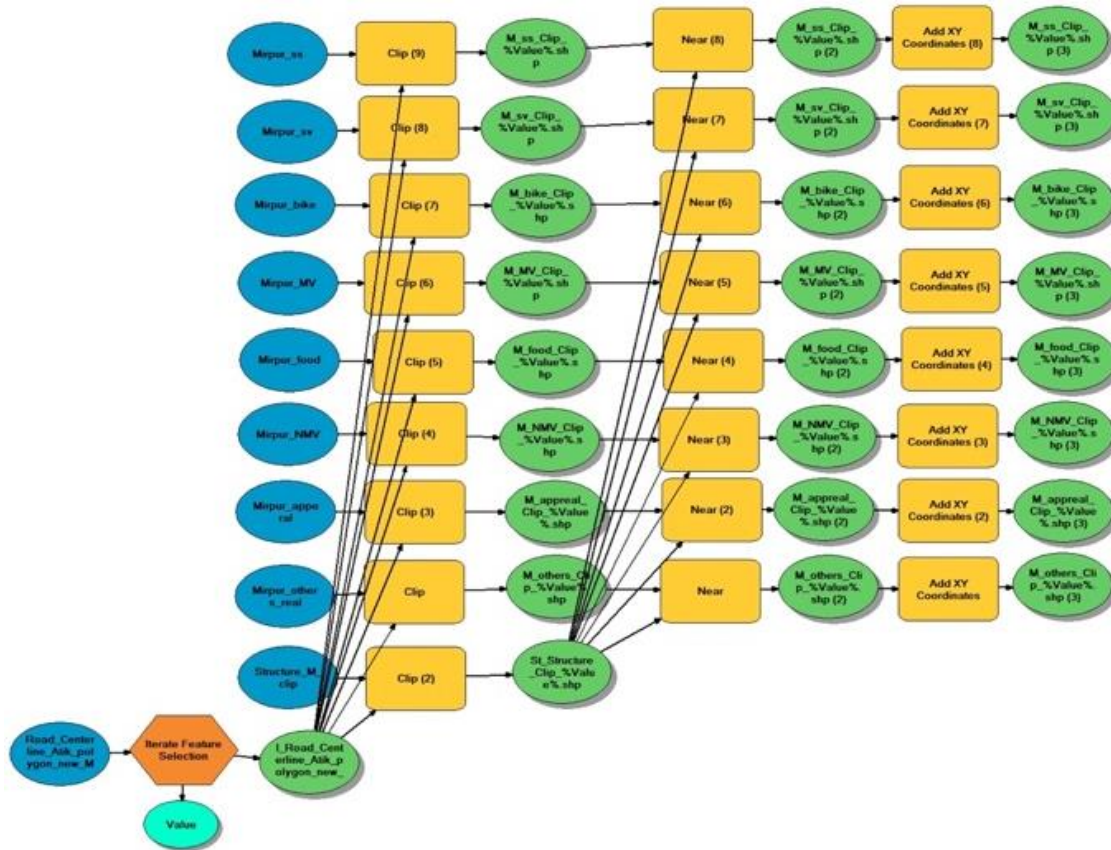 Mirpur_ss
Clip (9)
M_ss_Clip_
%Value%.sh
p
Near (8)
M_ss_Clip_
%Value%.sh
p (2)
Add XY
Coordinates (8)
M_ss_Clip_
%Value%.sh
p (3)
Mirpur_sv
Clip (8)
M_sv_Clip_
%Value%.sh
p
Near (7)
M_sv_Clip_
%Value%.sh
p (2)
Add XY
Coordinates (7)
M_sv_Clip_
%Value%.sh
p (3)
Mirpur_bike
Clip (7)
M_bike_Clip
_%Value%.s
hp
Near (6)
M_bike_Clip
_%Value%.s
hp (2)
Add XY
Coordinates (6)
M_bike_Clip
_%Value%.s
hp (3)
Mirpur_MV
Clip (6)
M_MV_Clip_
%Value%.sh
p
Near (5)
M_MV_Clip_
%Value%.sh
p (2)
Add XY
Coordinates (5)
M_MV_Clip_
%Value%.sh
p (3)
Mirpur_food
Clip (5)
M_food_Clip
_%Value%.s
hp
Near (4)
M_food_Clip
_%Value%.s
hp (2)
Add XY
Coordinates (4)
M_food_Clip
_%Value%.s
hp (3)
Mirpur_NMV
Clip (4)
M_NMV_Clip
_%Value%.s
hp
Near (3)
M_NMV_Clip
_%Value%.s
hp (2)
Add XY
Coordinates (3)
M_NMV_Clip
_%Value%.s
hp (3)
Mirpur_appe
ral
Clip (3)
M_appreal_
Clip_%Value
%.shp
Near (2)
M_appreal_
Clip_%Value
%.shp (2)
Add XY
Coordinates (2)
M_appreal_
Clip_%Value
%.shp (3)
Mirpur_other
s_real
Clip
M_others_Cl
ip_%Value%.
shp
Near
M_others_Cli
p_%Value%.
shp (2)
Add XY
Coordinates
M_others_Cli
p_%Value%.
shp (3)
Structure_M_
clip
Clip (2)
St_Structure
_Clip_%Valu
e%.shp
Road_Center
line_Atik_pol
ygon_new_M
Iterate Feature
Selection
I_Road_Cent
erline_Atik_p
olygon_new_
Value